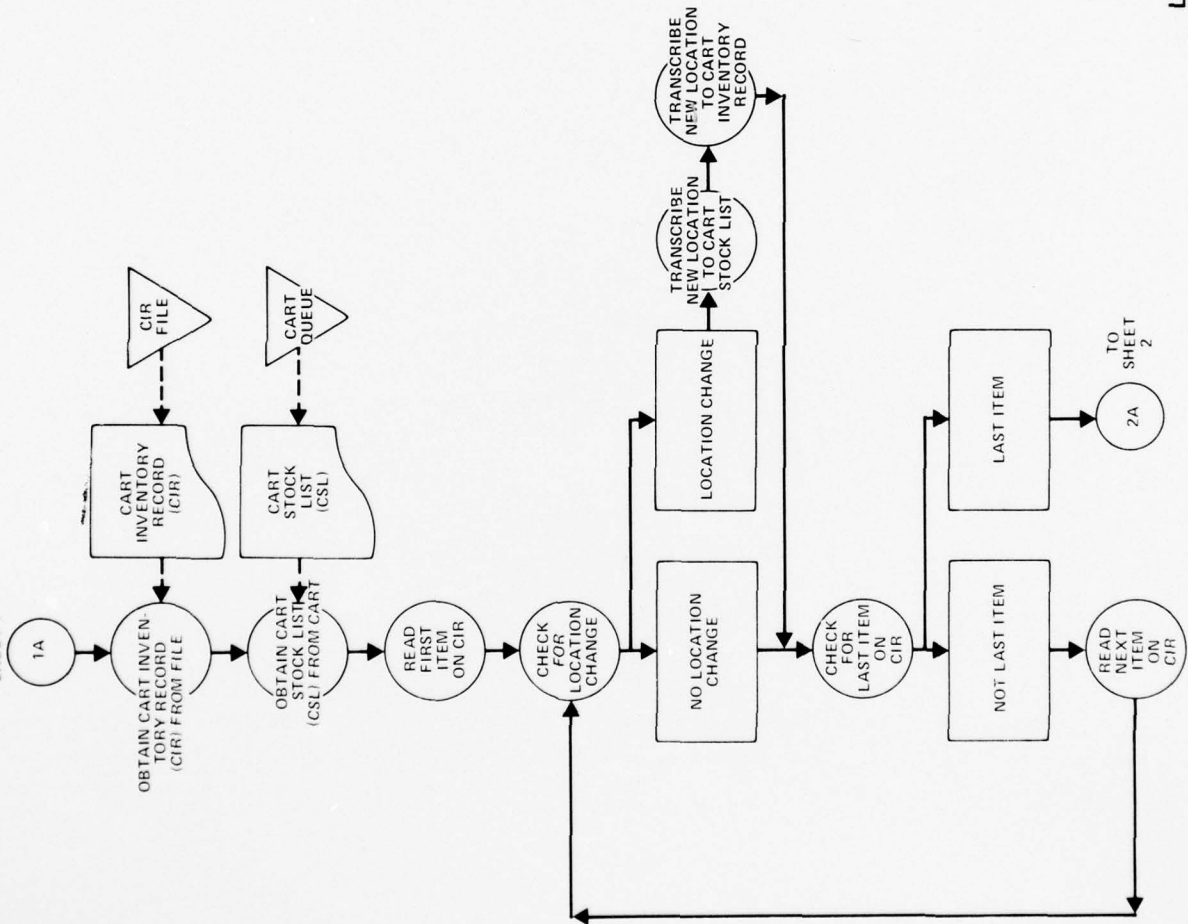 1A
OBTAIN CART INVEN-
TORY RECORD
(CIR) FROM FILE
CART
INVENTORY
RECORD
(CIR)
CIR
FILE
OBTAIN CART
STOCK LIST
(CSL) FROM CART
CART
STOCK
LIST
(CSL)
CART
QUEUE
READ
FIRST
ITEM
ON CIR
CHECK
FOR
LOCATION
CHANGE
NO LOCATION
CHANGE
LOCATION CHANGE
TRANSCRIBE
NEW LOCATION
TO CART
STOCK LIST
TRANSCRIBE
NEW LOCATION
TO CART
INVENTORY
RECORD
CHECK
FOR
LAST ITEM
ON
CIR
NOT LAST ITEM
LAST ITEM
READ
NEXT
ITEM
ON
CIR
2A
TO
SHEET
2